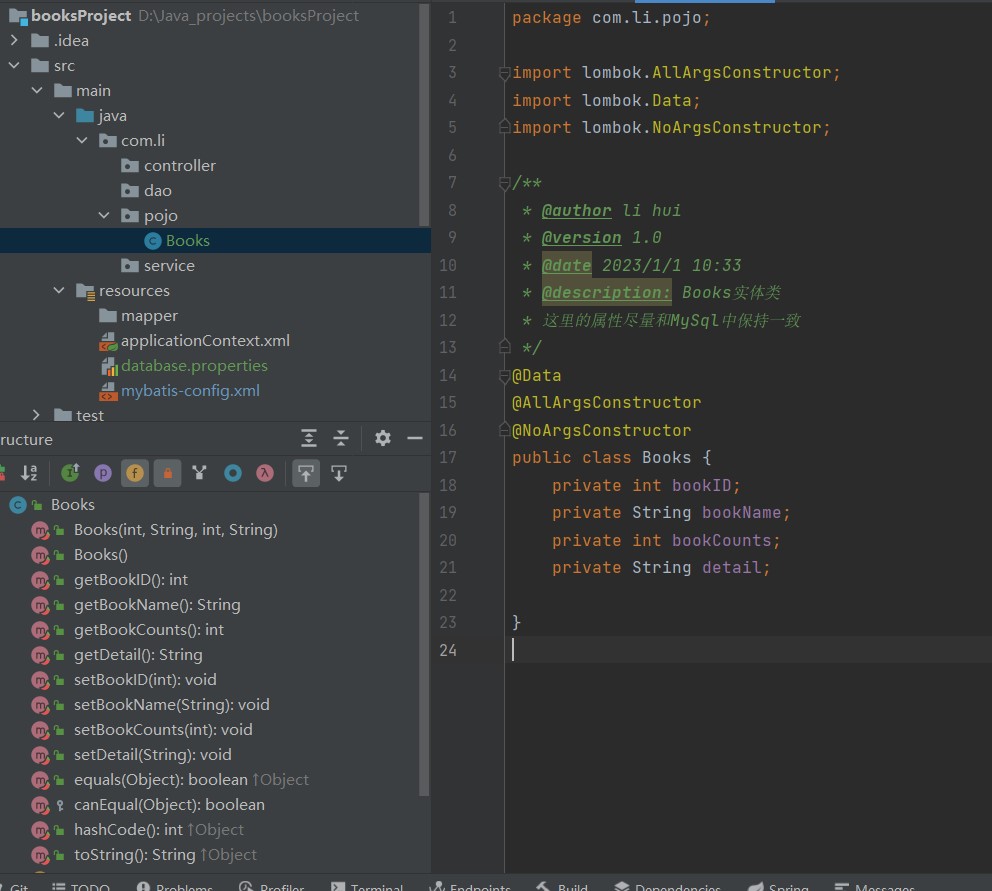 booksProject D:\Java_projects\booksProject
.idea
src
main
java
com.li
controller
dao
pojo
Books
service
resources
mapper
applicationContext.xml
database.properties
mybatis-config.xml
test
ructure
Books
Books(int, String, int, String)
Books()
getBookID(): int
getBookName(): String
getBookCounts(): int
getDetail(): String
setBookID(int): void
setBookName(String): void
setBookCounts(int): void
setDetail(String): void
equals(Object): boolean ↑Object
canEqual(Object): boolean
hashCode(): int ↑Object
toString(): String ↑Object
1 package com.li.pojo;
2
3 import lombok.AllArgsConstructor;
4 import lombok.Data;
5 import lombok.NoArgsConstructor;
6
7 /**
8 * @author li hui
9 * @version 1.0
10 * @date 2023/1/1 10:33
11 * @description: Books实体类
12 * 这里的属性尽量和MySql中保持一致
13 */
14 @Data
15 @AllArgsConstructor
16 @NoArgsConstructor
17 public class Books {
18 private int bookID;
19 private String bookName;
20 private int bookCounts;
21 private String detail;
22
23 }
24
Git TODO Problems Profiler Terminal Endpoints Build Dependencies Spring Messages